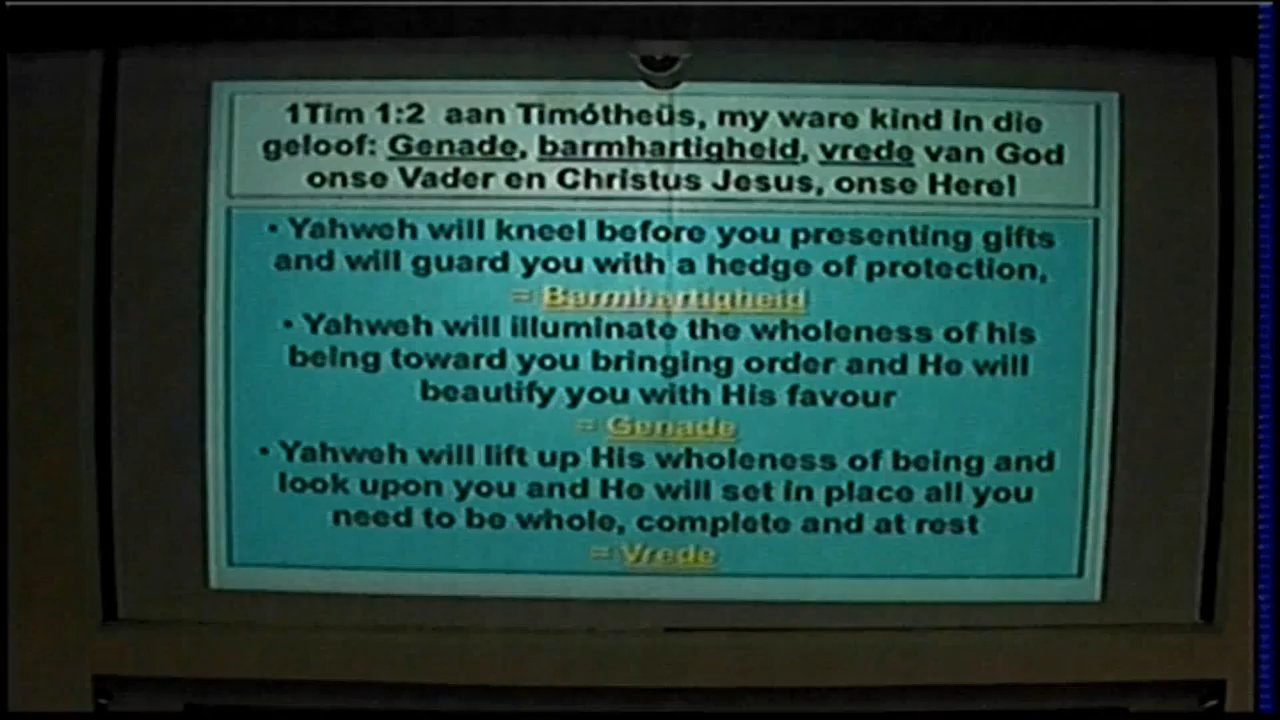 1Tim 1:2 aan Timótheüs, my ware kind in die
geloof: Genade, barmhartigheid, vrede van God
onse Vader en Christus Jesus, onse Here!
• Yahweh will kneel before you presenting gifts
and will guard you with a hedge of protection,
= Barmhartigheid
• Yahweh will illuminate the wholeness of his
being toward you bringing order and He will
beautify you with His favour
= Genade
• Yahweh will lift up His wholeness of being and
look upon you and He will set in place all you
need to be whole, complete and at rest
= Vrede